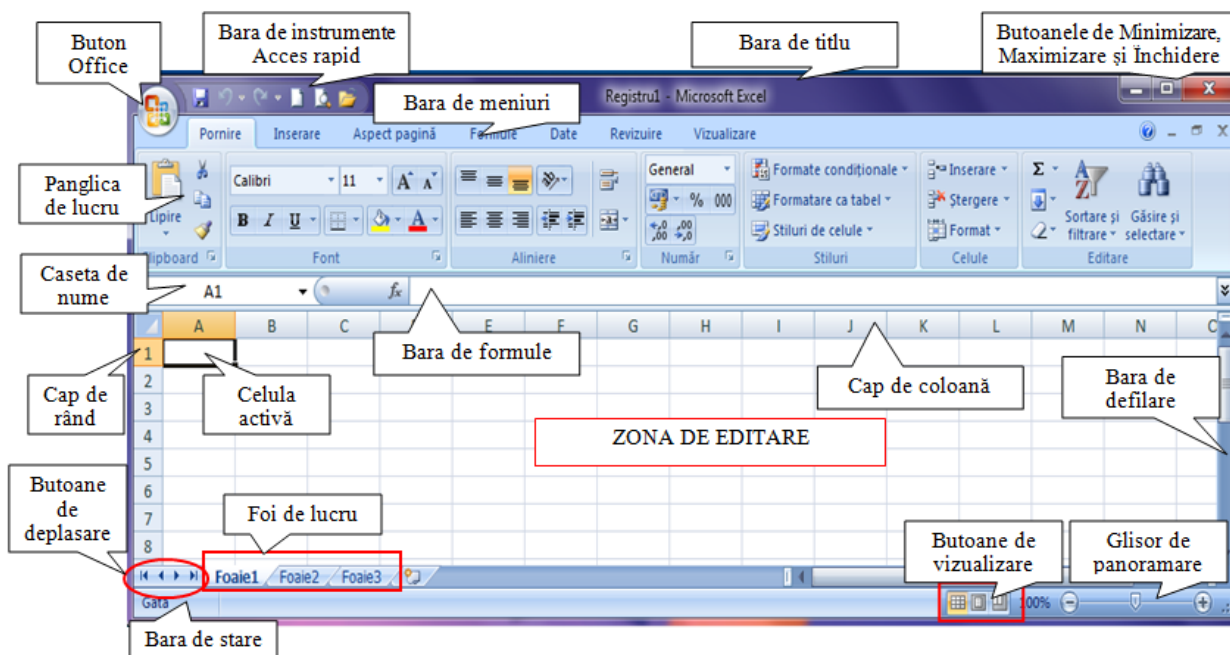 Buton
Office
Bara de instrumente
Acces rapid
Bara de titlu
Butoanele de Minimizare,
Maximizare și Închidere
Bara de meniuri
Registru1 - Microsoft Excel
Pornire Inserare Aspect pagină Formule Date Revizuire Vizualizare
Panglica
de lucru
Lipire
Calibri 11
General
Formate condiționale
Inserare
Σ
A
Z
B I U A
% 000
Formatare ca tabel
Ștergere
Sortare și
filtrare
Găsire și
selectare
,0 ,00
,00 ,0
Stiluri de celule
Format
Clipboard Font Aliniere Număr Stiluri Celule Editare
Caseta de
nume
A1 fx
A B C E F G H I J K L M N O
Bara de formule
Cap de coloană
Bara de
defilare
1
2
3
4
5
6
7
8
Cap de
rând
Celula
activă
ZONA DE EDITARE
Butoane
de
deplasare
Foi de lucru
Butoane de
vizualizare
Glisor de
panoramare
Foaie1 Foaie2 Foaie3
Gata
100%
Bara de stare